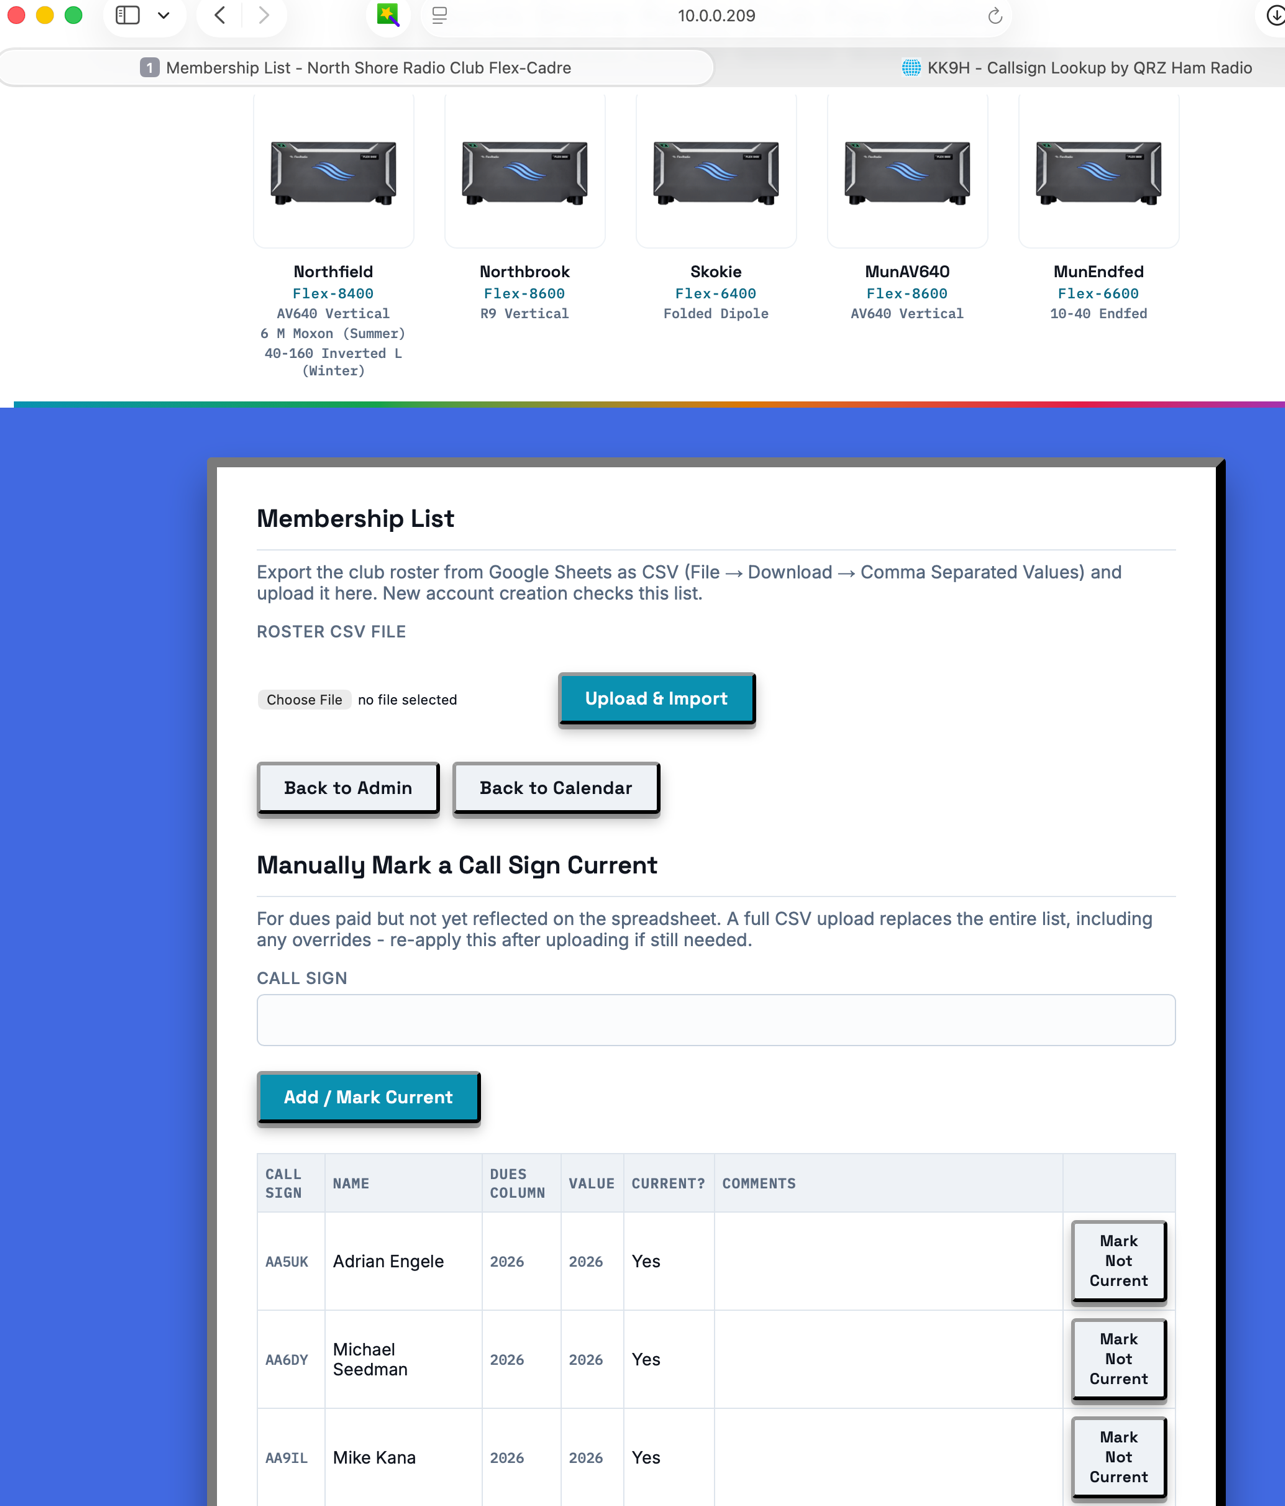 10.0.0.209
1 Membership List - North Shore Radio Club Flex-Cadre
KK9H - Callsign Lookup by QRZ Ham Radio
Northfield
Flex-8400
AV640 Vertical
6 M Moxon (Summer)
40-160 Inverted L
(Winter)
Northbrook
Flex-8600
R9 Vertical
Skokie
Flex-6400
Folded Dipole
MunAV640
Flex-8600
AV640 Vertical
MunEndfed
Flex-6600
10-40 Endfed
Membership List
Export the club roster from Google Sheets as CSV (File → Download → Comma Separated Values) and
upload it here. New account creation checks this list.
ROSTER CSV FILE
Choose File no file selected
Upload & Import
Back to Admin
Back to Calendar
Manually Mark a Call Sign Current
For dues paid but not yet reflected on the spreadsheet. A full CSV upload replaces the entire list, including
any overrides - re-apply this after uploading if still needed.
CALL SIGN
Add / Mark Current
CALL SIGN NAME DUES COLUMN VALUE CURRENT? COMMENTS
AA5UK Adrian Engele 2026 2026 Yes Mark Not Current
AA6DY Michael Seedman 2026 2026 Yes Mark Not Current
AA9IL Mike Kana 2026 2026 Yes Mark Not Current